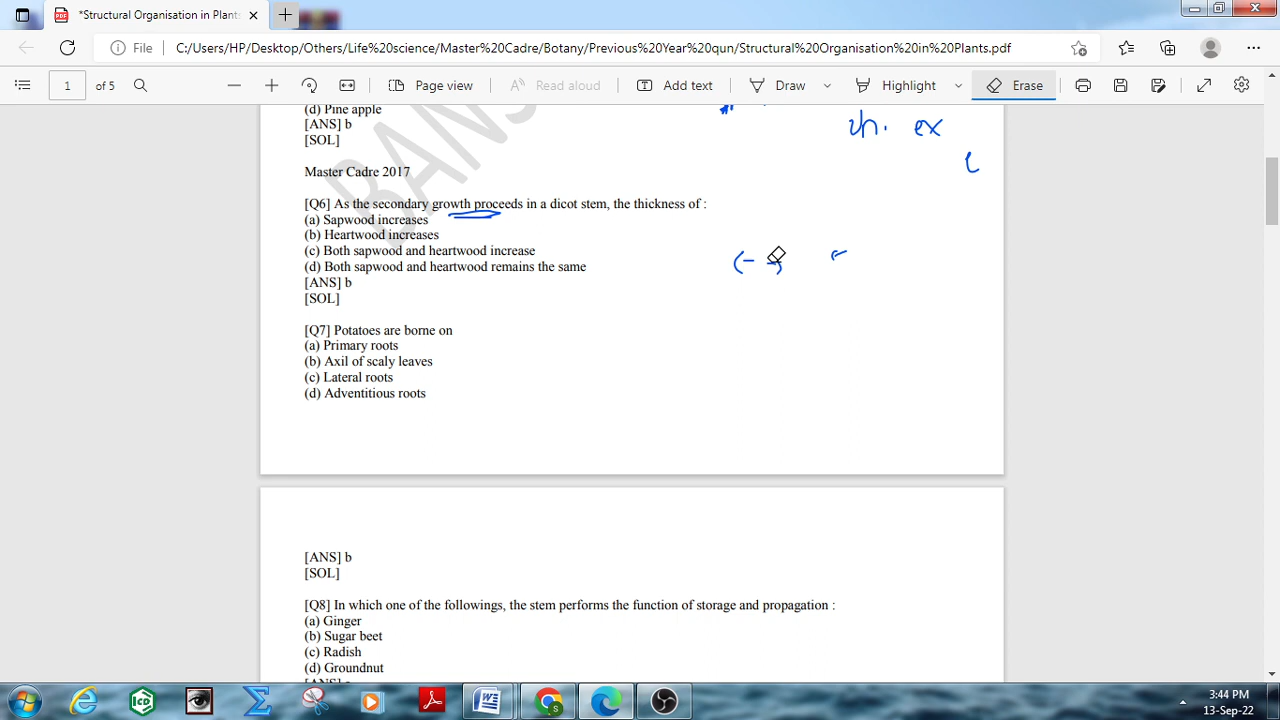 *Structural Organisation in Plants
File
C:/Users/HP/Desktop/Others/Life%20science/Master%20Cadre/Botany/Previous%20Year%20qun/Structural%20Organisation%20in%20Plants.pdf
1 of 5
Page view
Read aloud
Add text
Draw
Highlight
Erase
(d) Pine apple
[ANS] b
[SOL]
ch. ex
Master Cadre 2017
[Q6] As the secondary growth proceeds in a dicot stem, the thickness of :
(a) Sapwood increases
(b) Heartwood increases
(c) Both sapwood and heartwood increase
(d) Both sapwood and heartwood remains the same
[ANS] b
[SOL]
[Q7] Potatoes are borne on
(a) Primary roots
(b) Axil of scaly leaves
(c) Lateral roots
(d) Adventitious roots
[ANS] b
[SOL]
[Q8] In which one of the followings, the stem performs the function of storage and propagation :
(a) Ginger
(b) Sugar beet
(c) Radish
(d) Groundnut
BANS
3:44 PM
13-Sep-22